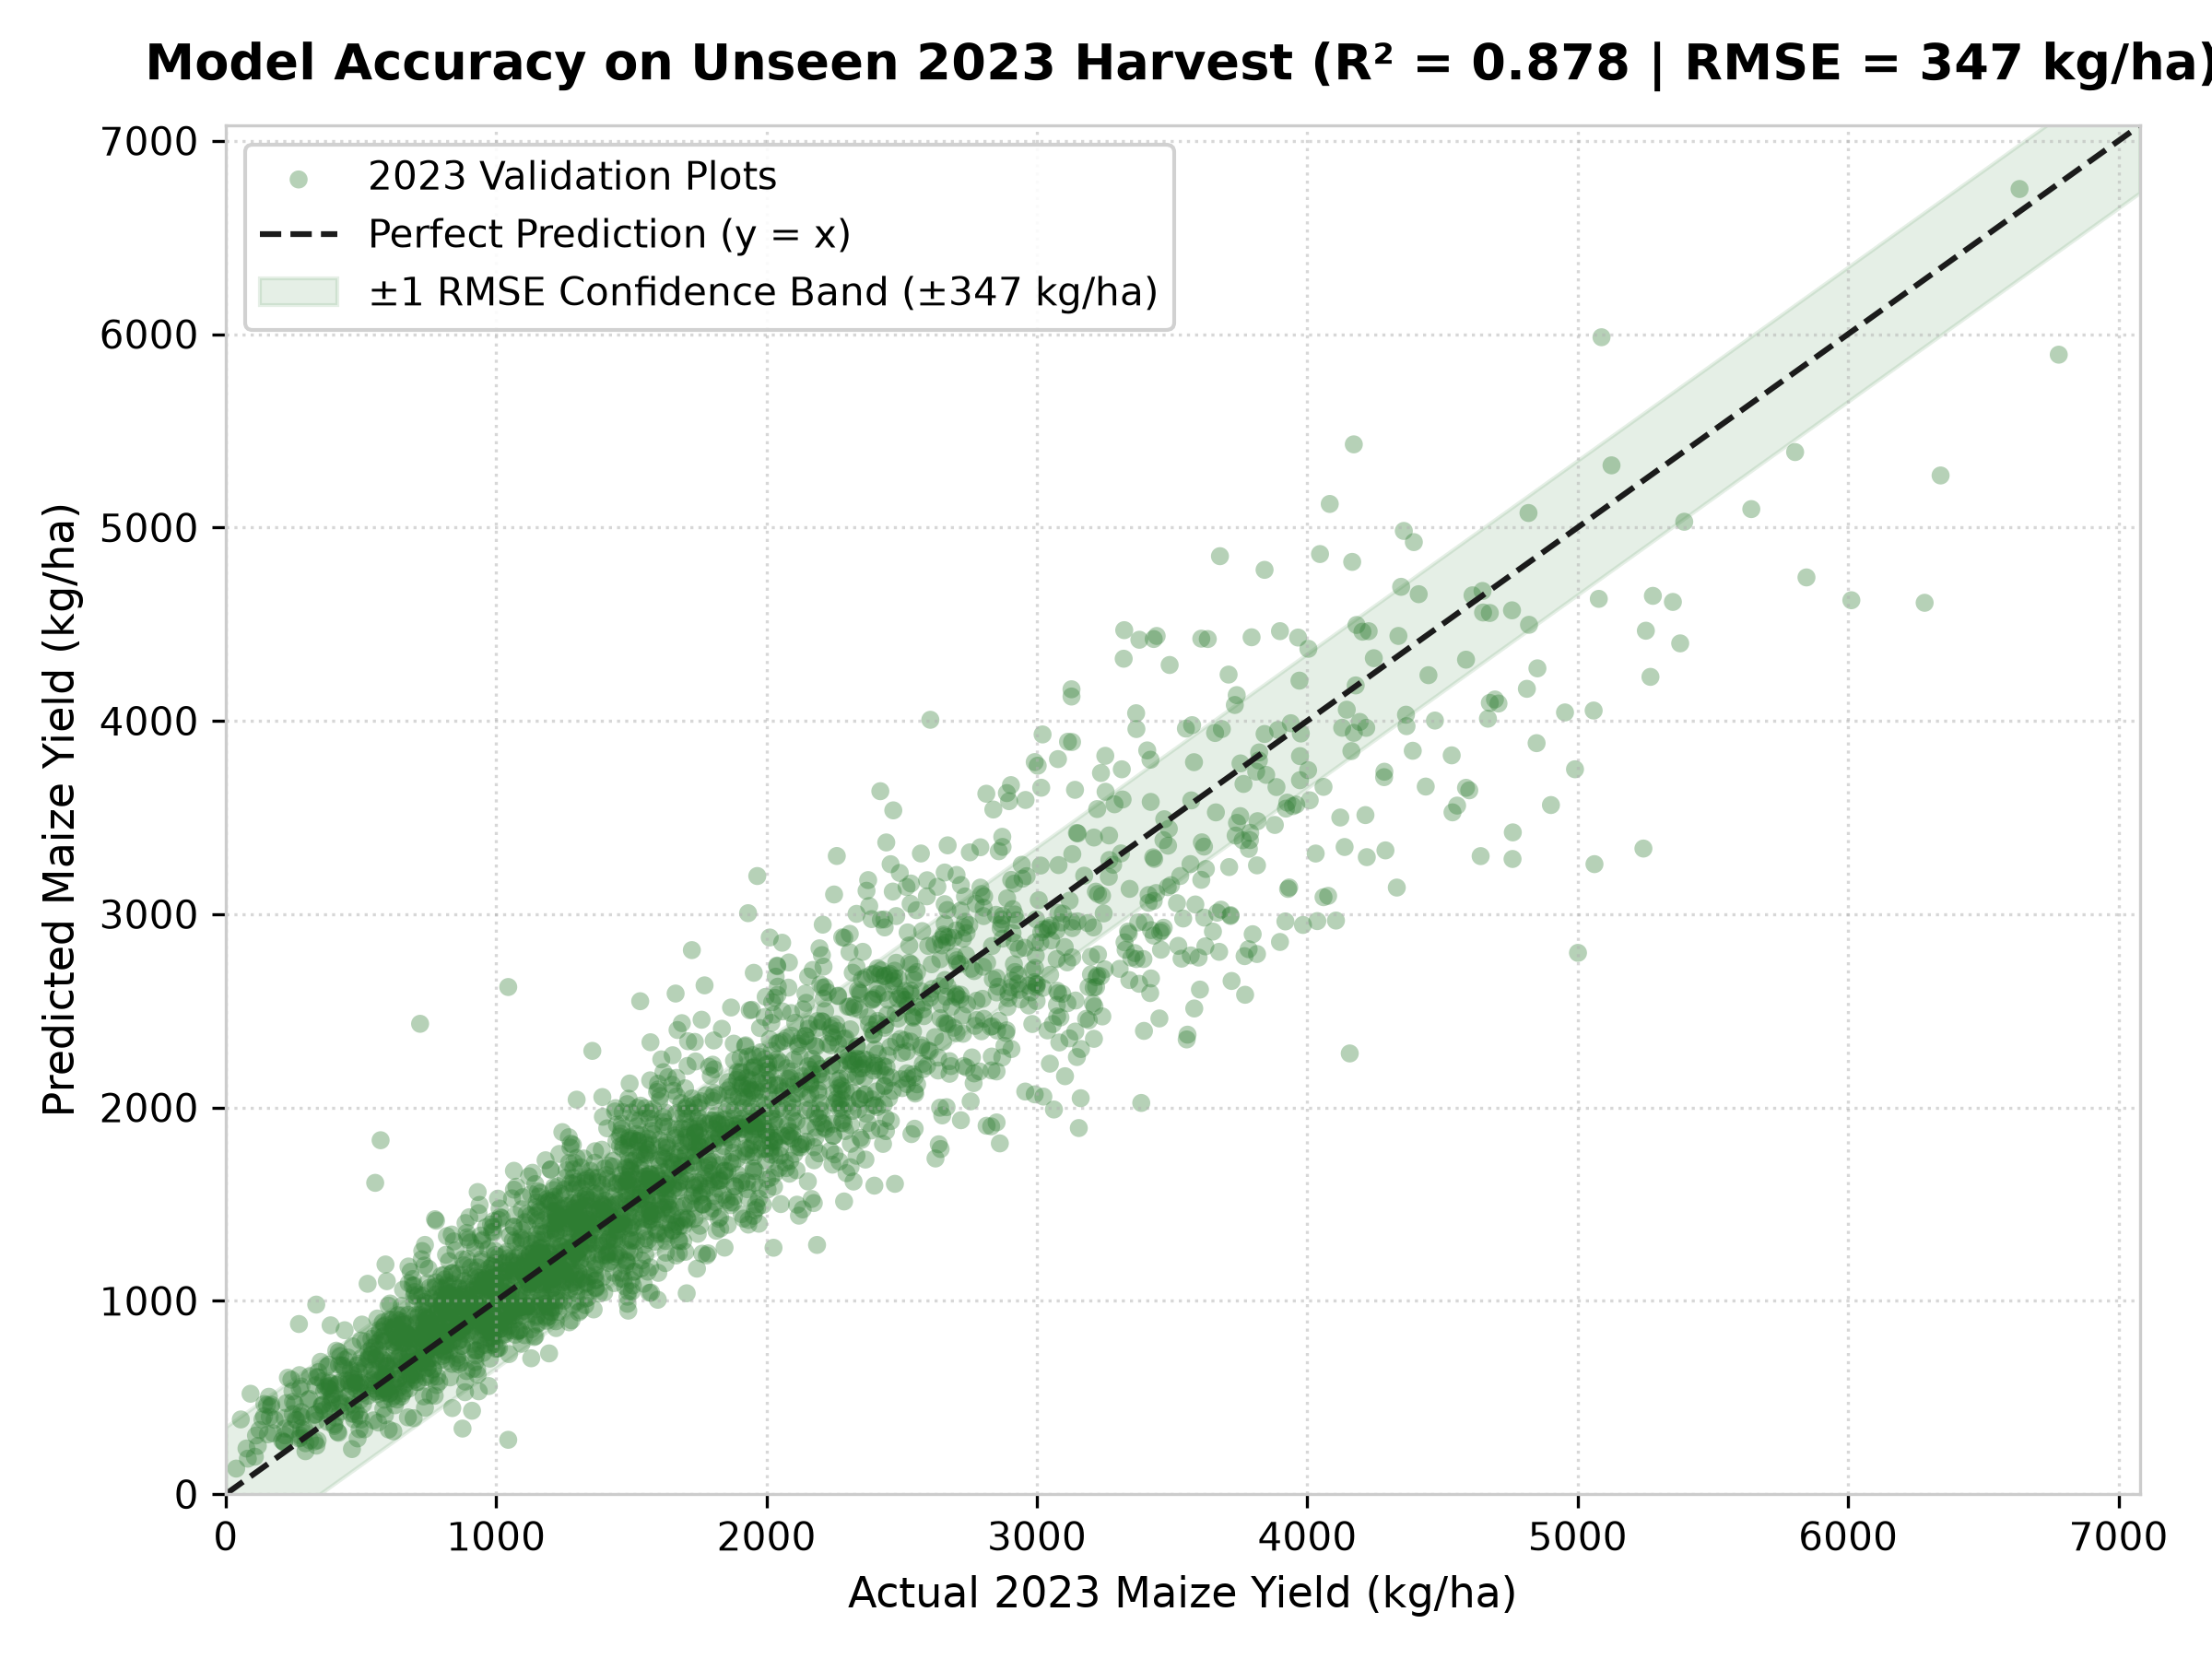 Model Accuracy on Unseen 2023 Harvest (R² = 0.878 | RMSE = 347 kg/ha)
7000
2023 Validation Plots
Perfect Prediction (y = x)
±1 RMSE Confidence Band (±347 kg/ha)
6000
5000
4000
3000
2000
1000
0
Predicted Maize Yield (kg/ha)
0 1000 2000 3000 4000 5000 6000 7000
Actual 2023 Maize Yield (kg/ha)